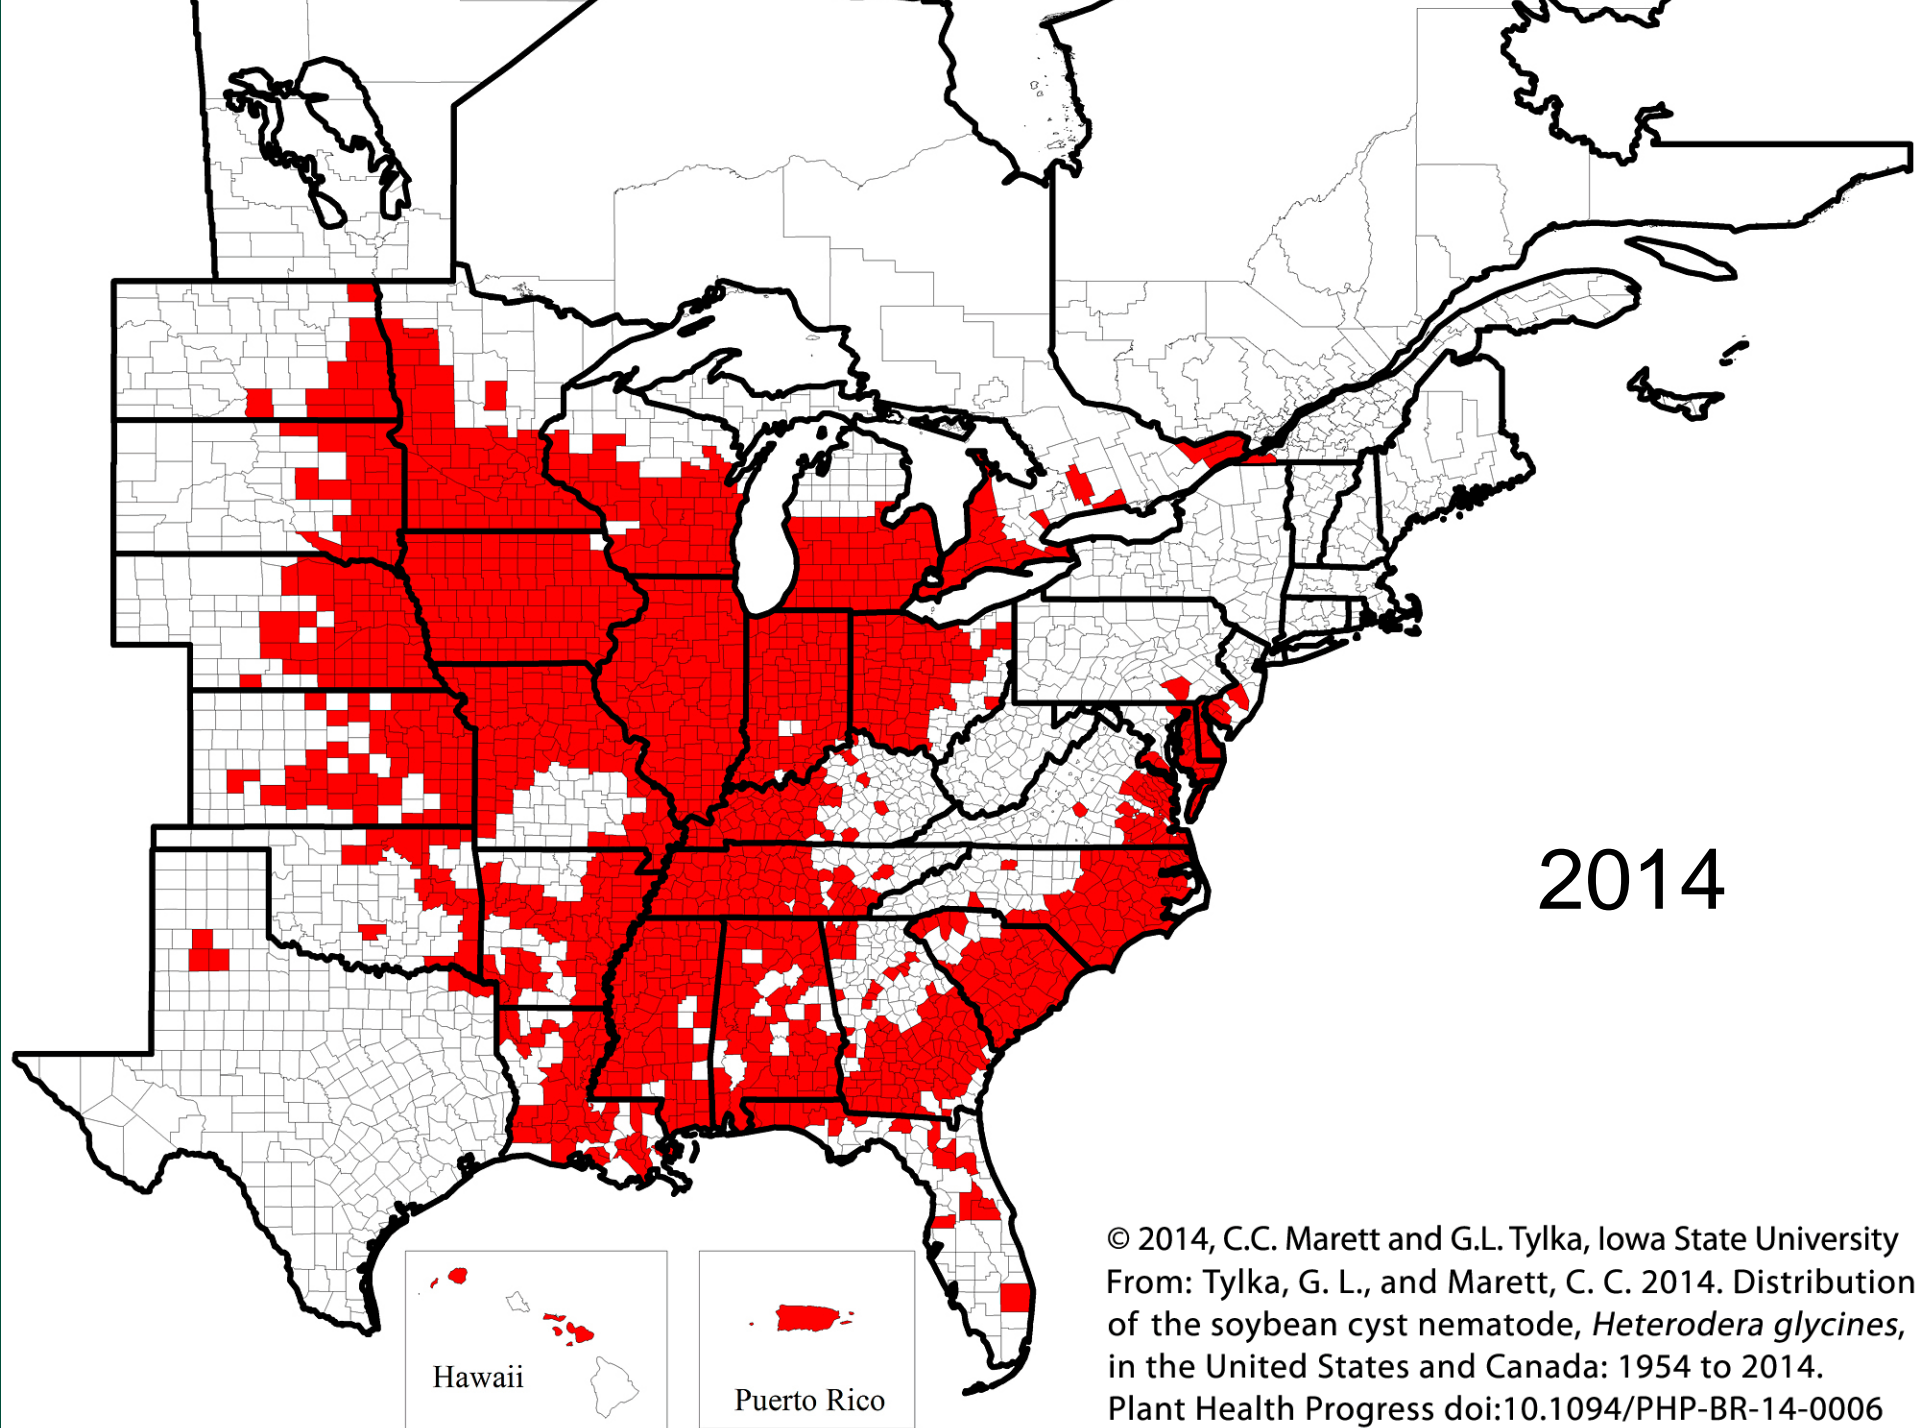 2014
© 2014, C.C. Marett and G.L. Tylka, Iowa State University
From: Tylka, G. L., and Marett, C. C. 2014. Distribution
of the soybean cyst nematode, Heterodera glycines,
in the United States and Canada: 1954 to 2014.
Plant Health Progress doi:10.1094/PHP-BR-14-0006
Hawaii
Puerto Rico